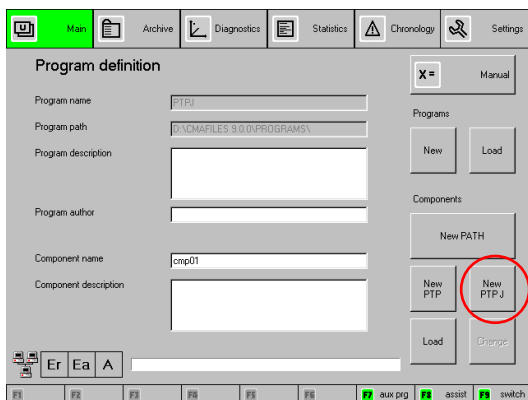 Main
Archive
Diagnostics
Statistics
Chronology
Settings
Program definition
X =
Manual
Program name
PTPJ
Programs
Program path
D:\CMAFILES 9.0.0\PROGRAMS\
Program description
New
Load
Program author
Components
New PATH
Component name
cmp01
Component description
New
PTP
New
PTPJ
Load
Change
Er
Ea
A
F1
F2
F3
F4
F5
F6
F7 aux prg
F8 assist
F9 switch